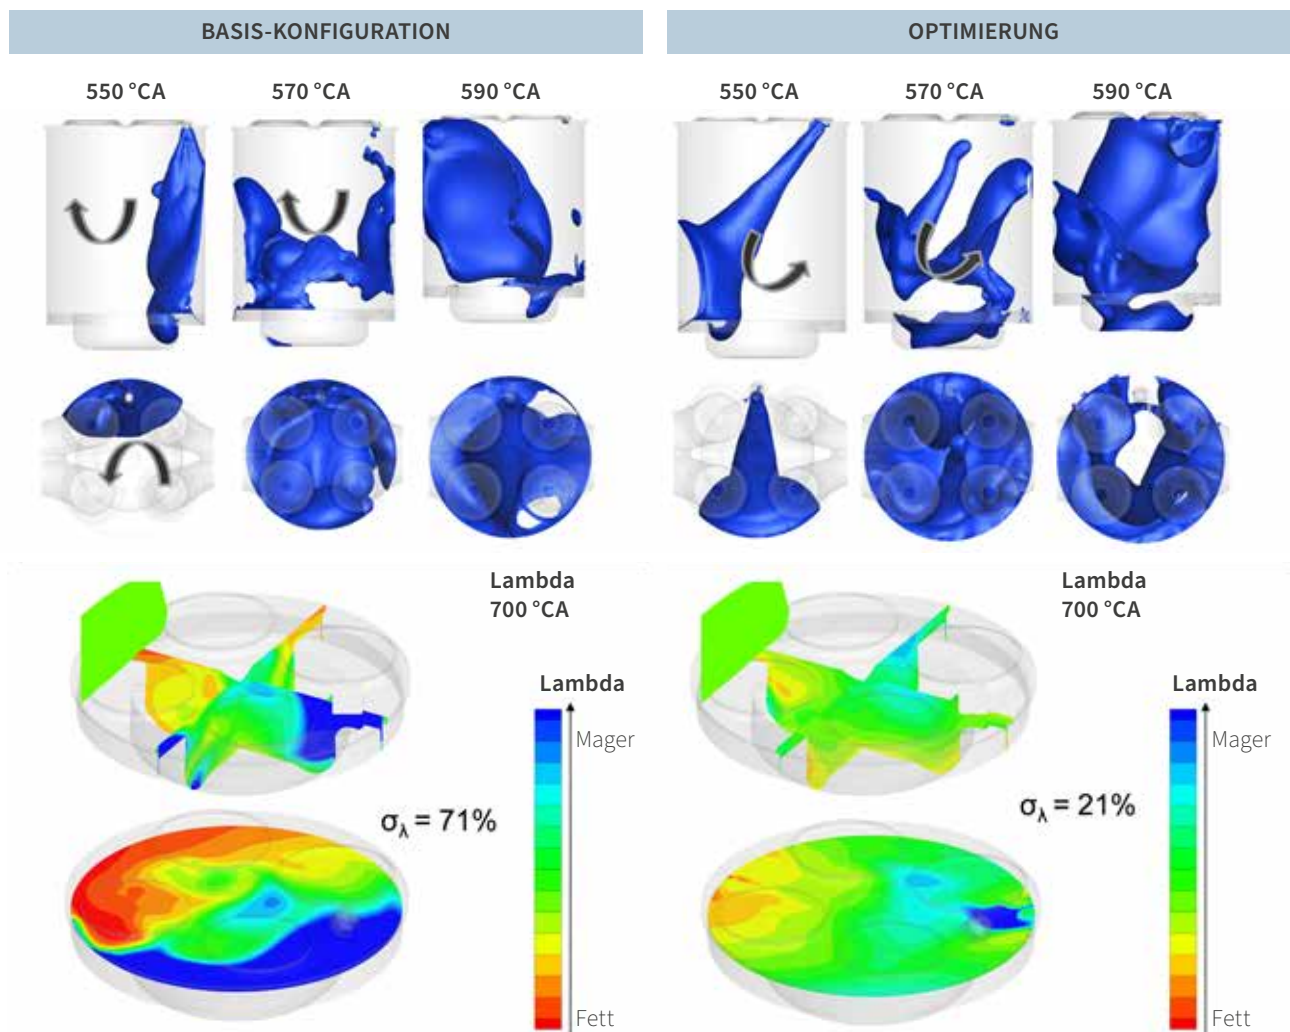 BASIS-KONFIGURATION
OPTIMIERUNG
550 °CA
570 °CA
590 °CA
550 °CA
570 °CA
590 °CA
Lambda
700 °CA
Lambda
700 °CA
Lambda
Mager
Fett
Lambda
Mager
Fett
σλ = 71%
σλ = 21%